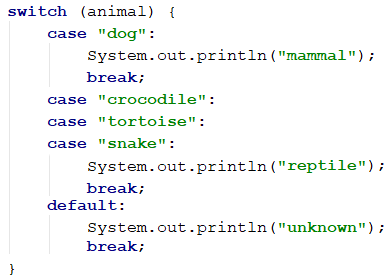 switch (animal) {
    case "dog":
        System.out.println("mammal");
        break;
    case "crocodile":
    case "tortoise":
    case "snake":
        System.out.println("reptile");
        break;
    default:
        System.out.println("unknown");
        break;
}